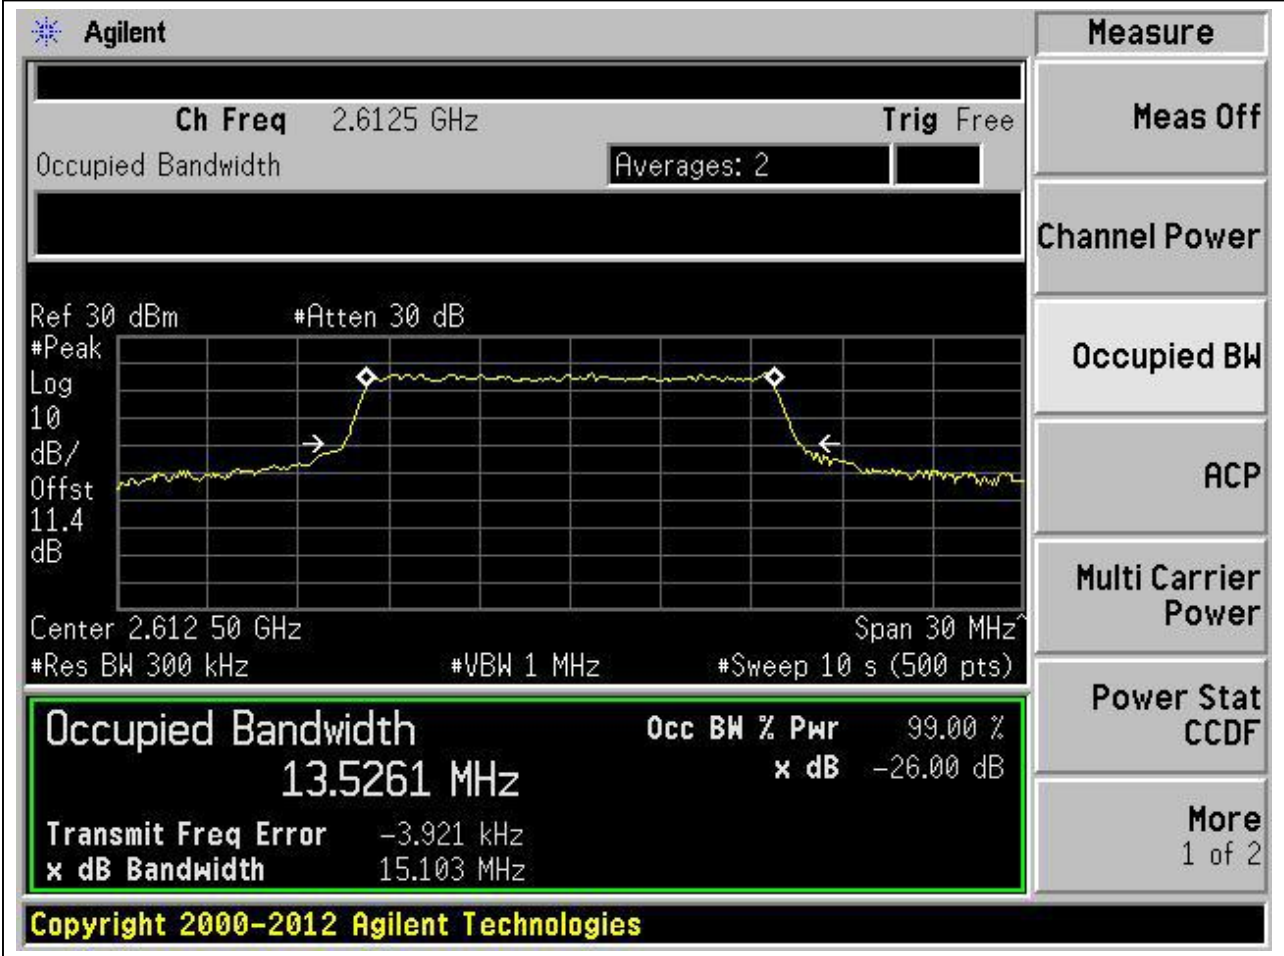 Agilent
Measure
Ch Freq 2.6125 GHz Trig Free
Meas Off
Occupied Bandwidth Averages: 2
Channel Power
Ref 30 dBm #Atten 30 dB
#Peak
Log
10
dB/
Offst
11.4
dB
Occupied BW
ACP
Multi Carrier
Power
Center 2.612 50 GHz Span 30 MHz^
#Res BW 300 kHz #VBW 1 MHz #Sweep 10 s (500 pts)
Power Stat
CCDF
Occupied Bandwidth Occ BW % Pwr 99.00 %
13.5261 MHz x dB -26.00 dB
Transmit Freq Error -3.921 kHz
x dB Bandwidth 15.103 MHz
More
1 of 2
Copyright 2000-2012 Agilent Technologies